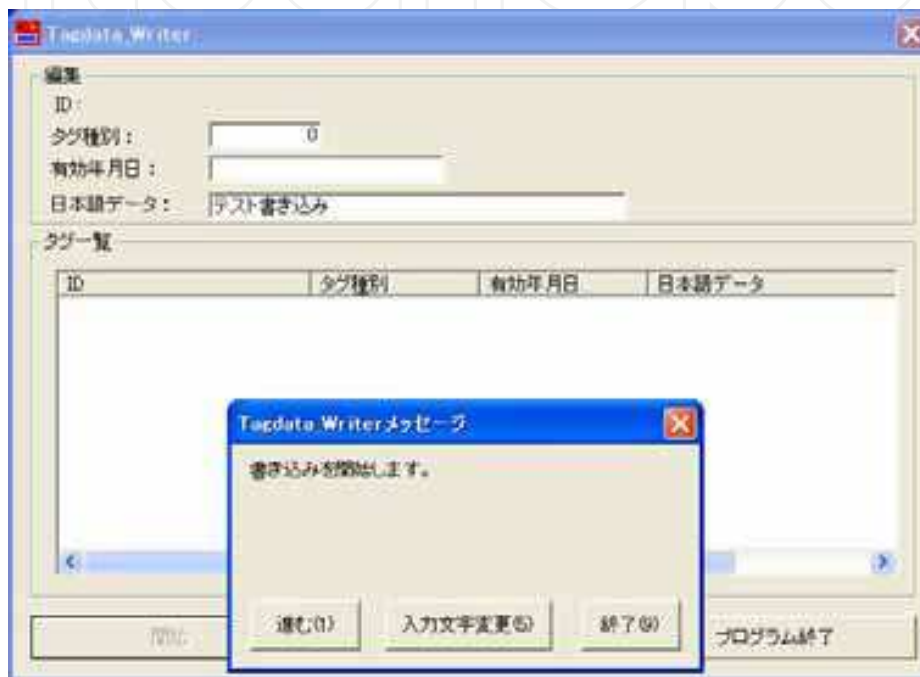 Tagdata Writer
編集
ID:
タグ種別: 0
有効年月日:
日本語データ: テスト書き込み
タグ一覧
ID タグ種別 有効年月日 日本語データ
Tagdata Writerメッセージ
書き込みを開始します。
進む(1) 入力文字変更(5) 終了(9)
開始 プログラム終了